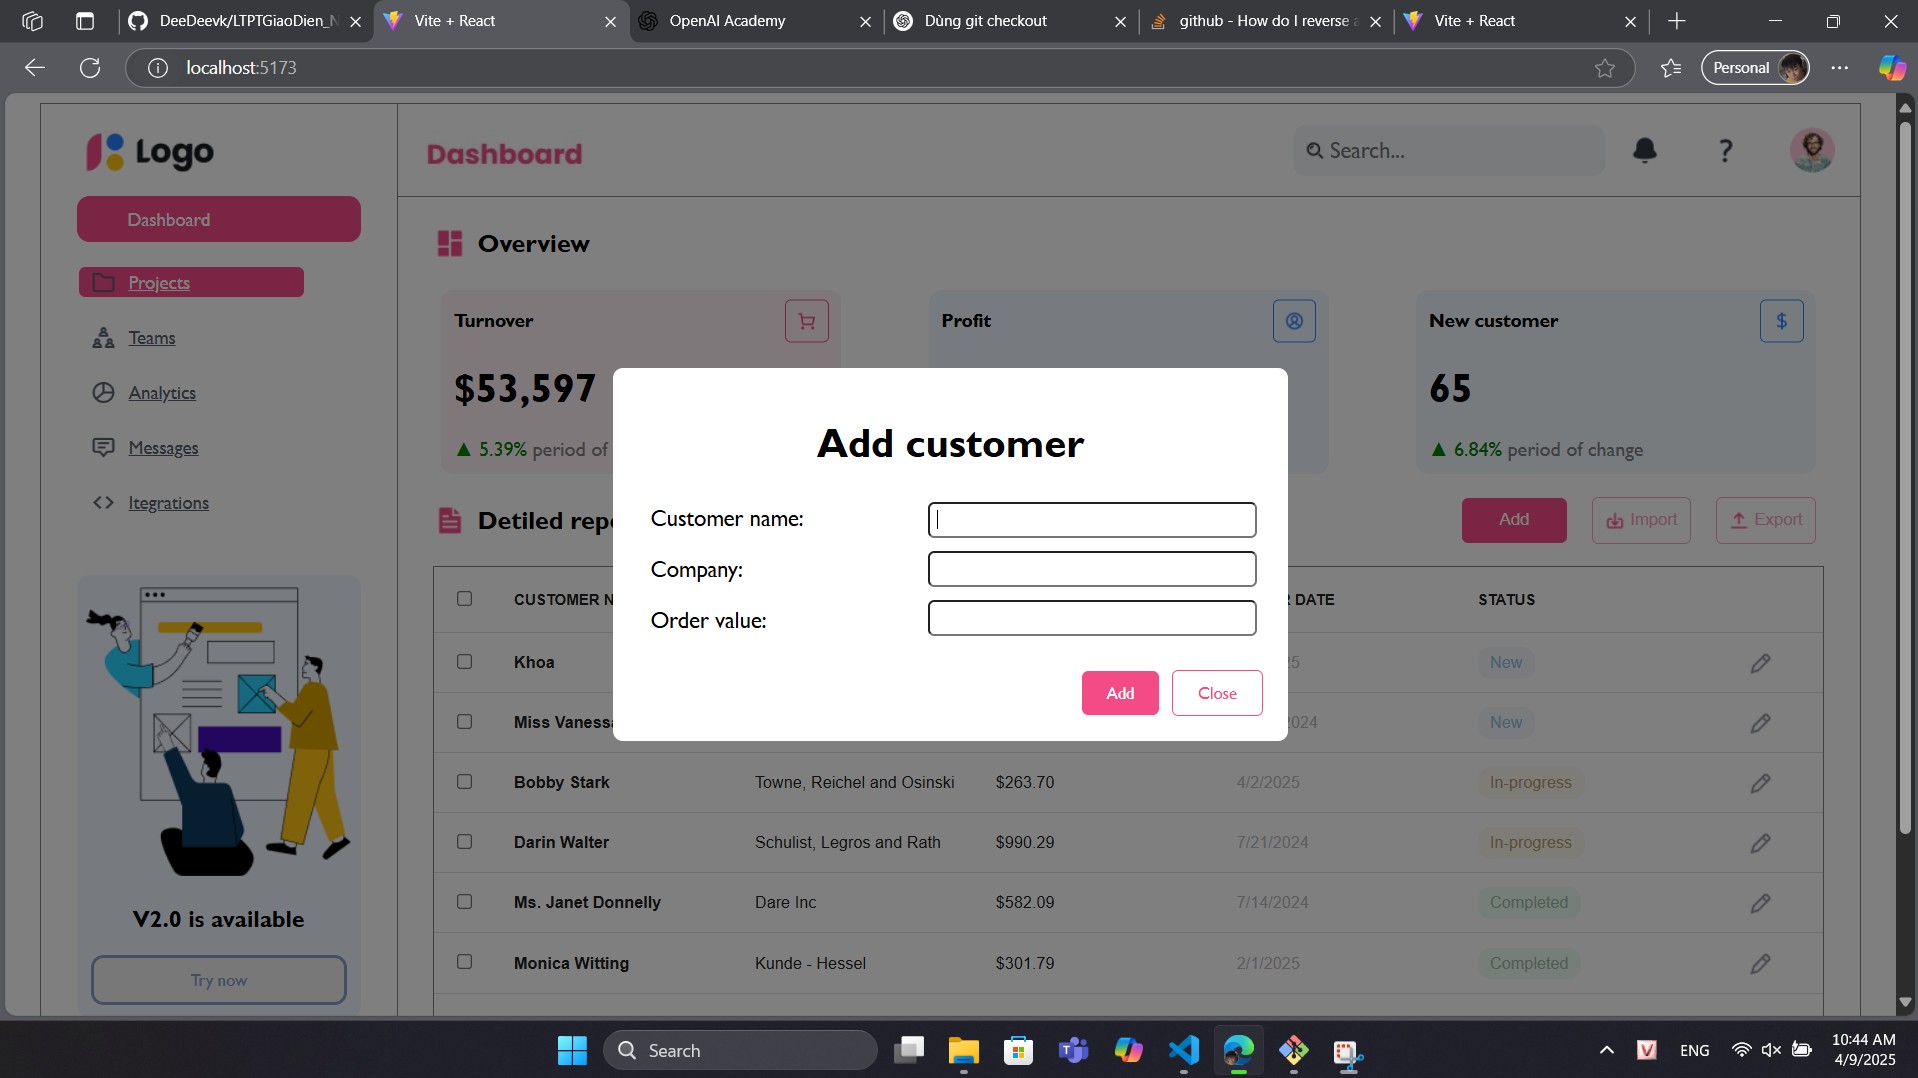 DeeDeevk/LTPTGiaoDien_N
Vite + React
OpenAI Academy
Dùng git checkout
github - How do I reverse a
Vite + React
localhost:5173
Personal
Logo
Dashboard
Search...
?
Dashboard
Projects
Teams
Analytics
Messages
Itegrations
V2.0 is available
Try now
Overview
Turnover
$53,597
▲ 5.39% period of
Profit
New customer
$
65
▲ 6.84% period of change
Detiled repo
Add
Import
Export
CUSTOMER N
DATE
STATUS
Khoa
5
New
Miss Vanessa
2024
New
Bobby Stark
Towne, Reichel and Osinski
$263.70
4/2/2025
In-progress
Darin Walter
Schulist, Legros and Rath
$990.29
7/21/2024
In-progress
Ms. Janet Donnelly
Dare Inc
$582.09
7/14/2024
Completed
Monica Witting
Kunde - Hessel
$301.79
2/1/2025
Completed
Add customer
Customer name:
Company:
Order value:
Add
Close
Search
V
ENG
10:44 AM
4/9/2025